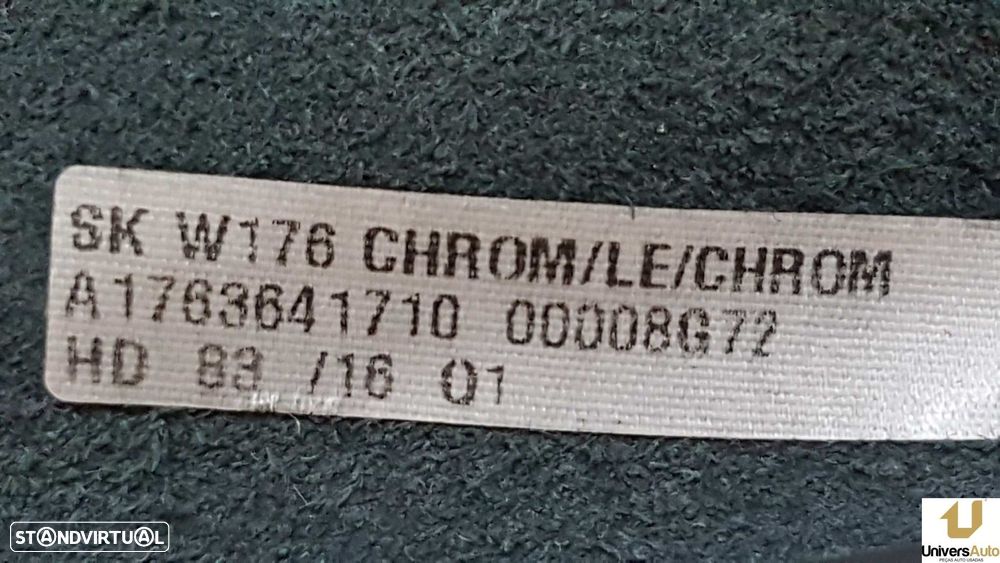 SK W176 CHROM/LE/CHROM
A1763641710 00008G72
HD 83 /16 01
STANDVIRTUAL
UniversAuto
PEÇAS AUTO USADAS